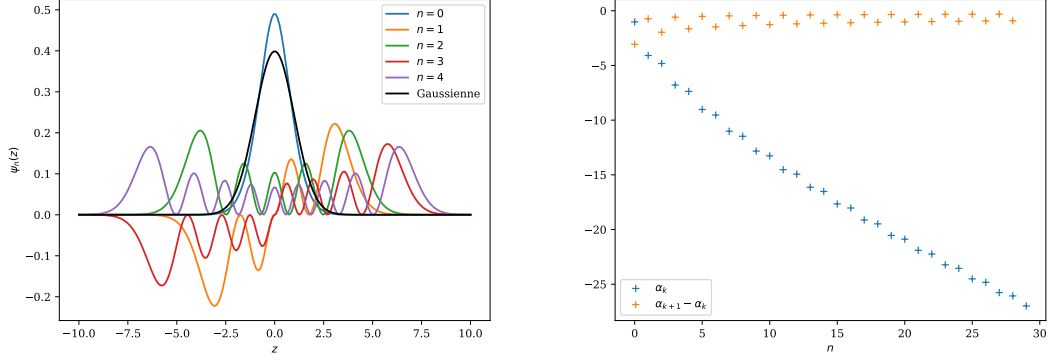 0.5
0.4
0.3
0.2
0.1
0.0
−0.1
−0.2
ψₙ(z)
−10.0 −7.5 −5.0 −2.5 0.0 2.5 5.0 7.5 10.0
z
n = 0
n = 1
n = 2
n = 3
n = 4
Gaussienne
0
−5
−10
−15
−20
−25
0 5 10 15 20 25 30
n
αₖ
αₖ₊₁ − αₖ